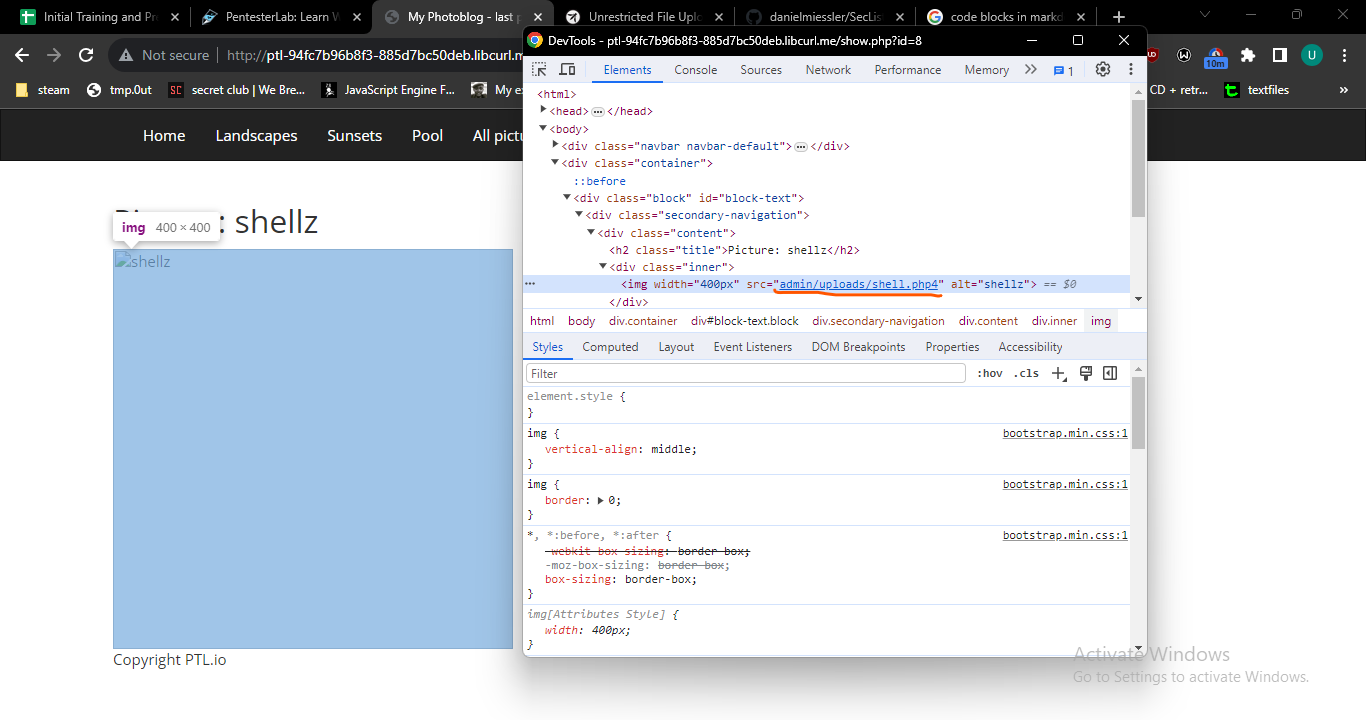 Initial Training and Pr
PentesterLab: Learn W
My Photoblog - last p
Unrestricted File Uplo
danielmiessler/SecLis
code blocks in markd
Not secure
http://ptl-94fc7b96b8f3-885d7bc50deb.libcurl.m
10m
U
steam
tmp.0ut
SC
secret club | We Bre...
JavaScript Engine F...
My ex
CD + retr...
textfiles
»
Home
Landscapes
Sunsets
Pool
All pictu
: shellz
img 400 × 400
shellz
Copyright PTL.io
DevTools - ptl-94fc7b96b8f3-885d7bc50deb.libcurl.me/show.php?id=8
Elements
Console
Sources
Network
Performance
Memory
»
1
<html>
<head> ⋯ </head>
<body>
<div class="navbar navbar-default"> ⋯ </div>
<div class="container">
::before
<div class="block" id="block-text">
<div class="secondary-navigation">
<div class="content">
<h2 class="title">Picture: shellz</h2>
<div class="inner">
<img width="400px" src="admin/uploads/shell.php4" alt="shellz"> == $0
</div>
html body div.container div#block-text.block div.secondary-navigation div.content div.inner img
Styles
Computed
Layout
Event Listeners
DOM Breakpoints
Properties
Accessibility
Filter
:hov .cls
element.style {
}
img { bootstrap.min.css:1
vertical-align: middle;
}
img { bootstrap.min.css:1
border: 0;
}
*, *:before, *:after { bootstrap.min.css:1
-webkit-box-sizing: border-box;
-moz-box-sizing: border-box;
box-sizing: border-box;
}
img[Attributes Style] {
width: 400px;
}
Activate Windows
Go to Settings to activate Windows.